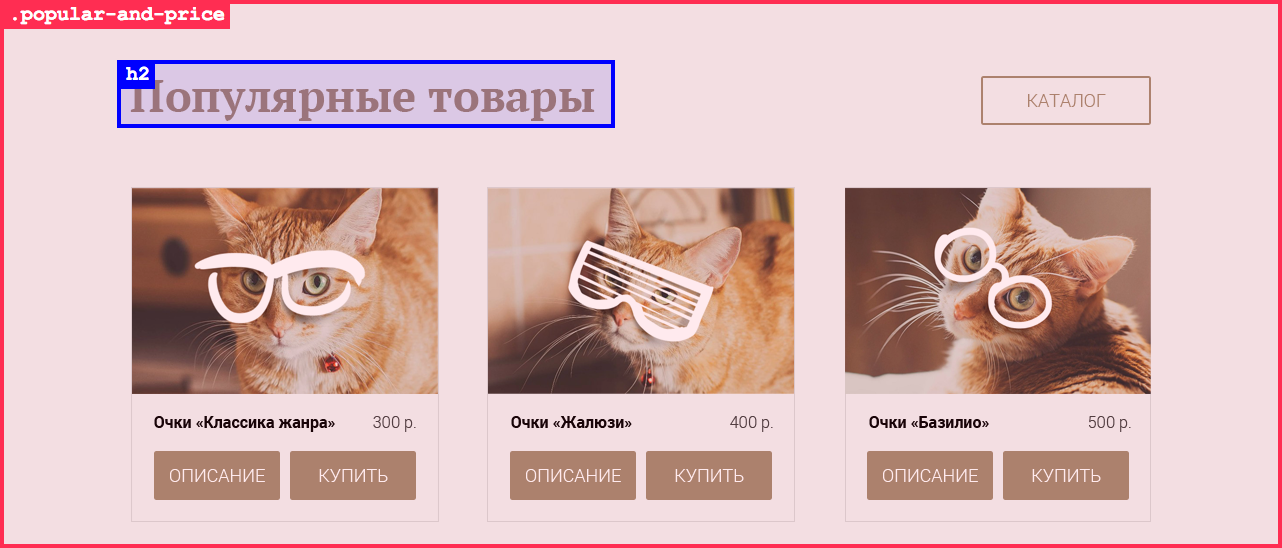 .popular-and-price
h2
Популярные товары
КАТАЛОГ
Очки «Классика жанра» 300 р.
ОПИСАНИЕ КУПИТЬ
Очки «Жалюзи» 400 р.
ОПИСАНИЕ КУПИТЬ
Очки «Базилио» 500 р.
ОПИСАНИЕ КУПИТЬ